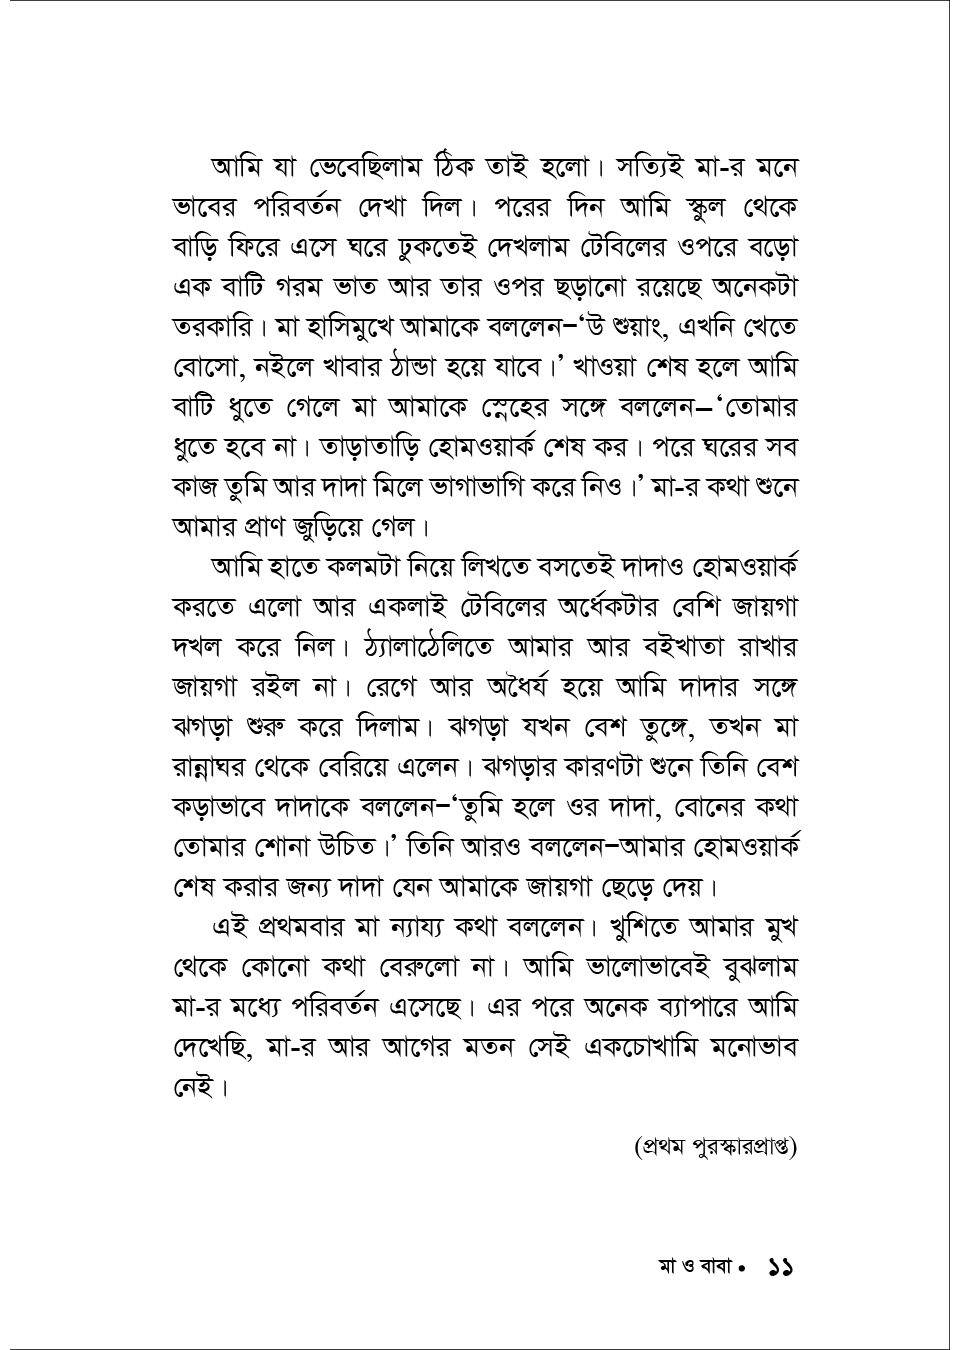 আমি যা ভেবেছিলাম ঠিক তাই হলো। সত্যিই মা-র মনে
ভাবের পরিবর্তন দেখা দিল। পরের দিন আমি স্কুল থেকে
বাড়ি ফিরে এসে ঘরে ঢুকতেই দেখলাম টেবিলের ওপরে বড়ো
এক বাটি গরম ভাত আর তার ওপর ছড়ানো রয়েছে অনেকটা
তরকারি। মা হাসিমুখে আমাকে বললেন–‘উ শুয়াং, এখনি খেতে
বোসো, নইলে খাবার ঠান্ডা হয়ে যাবে।’ খাওয়া শেষ হলে আমি
বাটি ধুতে গেলে মা আমাকে স্নেহের সঙ্গে বললেন–‘তোমার
ধুতে হবে না। তাড়াতাড়ি হোমওয়ার্ক শেষ কর। পরে ঘরের সব
কাজ তুমি আর দাদা মিলে ভাগাভাগি করে নিও।’ মা-র কথা শুনে
আমার প্রাণ জুড়িয়ে গেল।
আমি হাতে কলমটা নিয়ে লিখতে বসতেই দাদাও হোমওয়ার্ক
করতে এলো আর একলাই টেবিলের অর্ধেকটার বেশি জায়গা
দখল করে নিল। ঠ্যালাঠেলিতে আমার আর বইখাতা রাখার
জায়গা রইল না। রেগে আর অধৈর্য হয়ে আমি দাদার সঙ্গে
ঝগড়া শুরু করে দিলাম। ঝগড়া যখন বেশ তুঙ্গে, তখন মা
রান্নাঘর থেকে বেরিয়ে এলেন। ঝগড়ার কারণটা শুনে তিনি বেশ
কড়াভাবে দাদাকে বললেন–‘তুমি হলে ওর দাদা, বোনের কথা
তোমার শোনা উচিত।’ তিনি আরও বললেন–আমার হোমওয়ার্ক
শেষ করার জন্য দাদা যেন আমাকে জায়গা ছেড়ে দেয়।
এই প্রথমবার মা ন্যায্য কথা বললেন। খুশিতে আমার মুখ
থেকে কোনো কথা বেরুলো না। আমি ভালোভাবেই বুঝলাম
মা-র মধ্যে পরিবর্তন এসেছে। এর পরে অনেক ব্যাপারে আমি
দেখেছি, মা-র আর আগের মতন সেই একচোখামি মনোভাব
নেই।
(প্রথম পুরস্কারপ্রাপ্ত)
মা ও বাবা • ১১